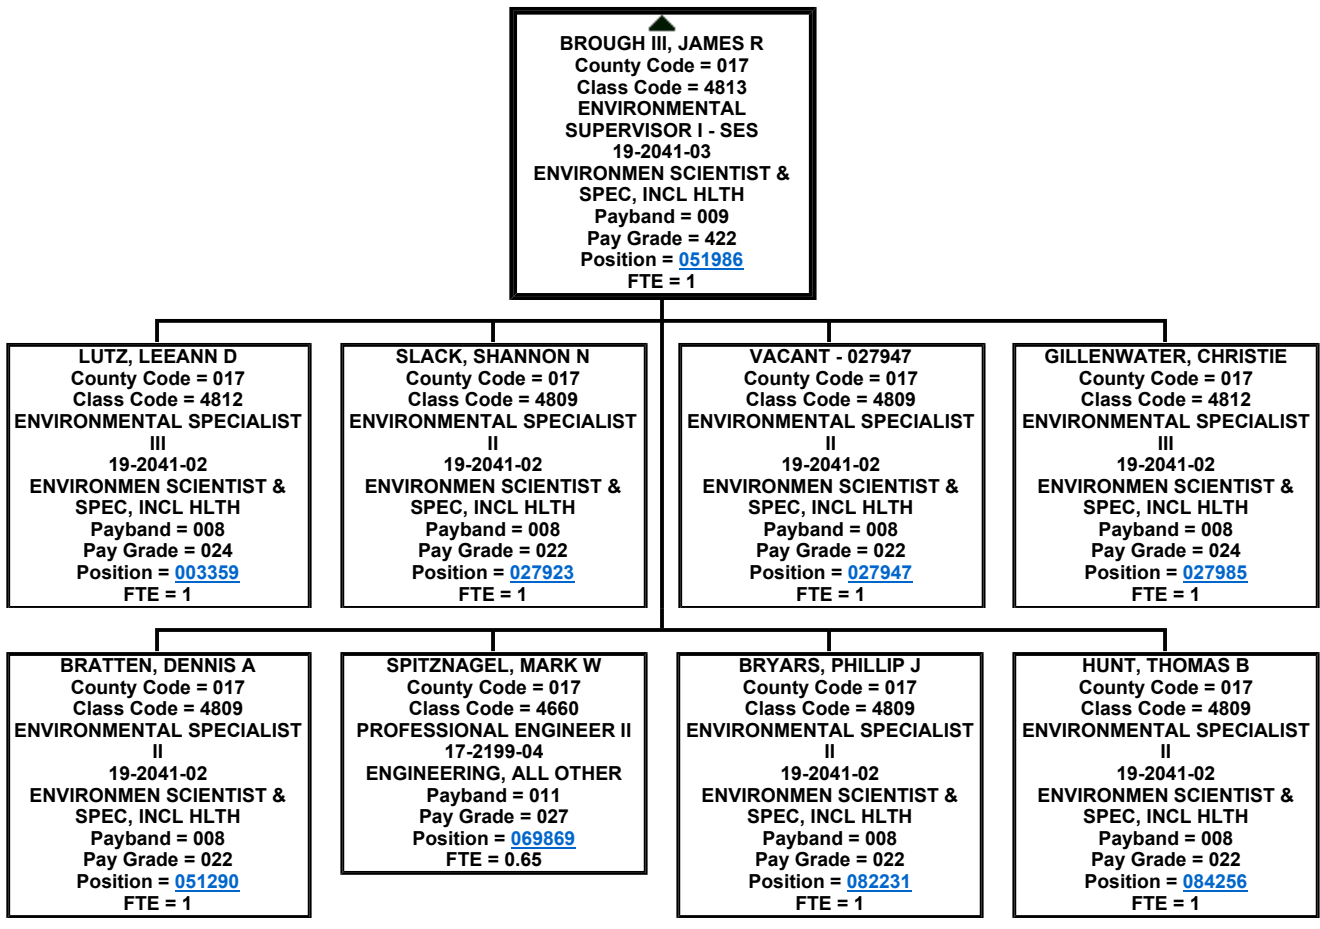 BROUGH III, JAMES R
County Code = 017
Class Code = 4813
ENVIRONMENTAL
SUPERVISOR I - SES
19-2041-03
ENVIRONMEN SCIENTIST &
SPEC, INCL HLTH
Payband = 009
Pay Grade = 422
Position = 051986
FTE = 1
LUTZ, LEEANN D
County Code = 017
Class Code = 4812
ENVIRONMENTAL SPECIALIST
III
19-2041-02
ENVIRONMEN SCIENTIST &
SPEC, INCL HLTH
Payband = 008
Pay Grade = 024
Position = 003359
FTE = 1
SLACK, SHANNON N
County Code = 017
Class Code = 4809
ENVIRONMENTAL SPECIALIST
II
19-2041-02
ENVIRONMEN SCIENTIST &
SPEC, INCL HLTH
Payband = 008
Pay Grade = 022
Position = 027923
FTE = 1
VACANT - 027947
County Code = 017
Class Code = 4809
ENVIRONMENTAL SPECIALIST
II
19-2041-02
ENVIRONMEN SCIENTIST &
SPEC, INCL HLTH
Payband = 008
Pay Grade = 022
Position = 027947
FTE = 1
GILLENWATER, CHRISTIE
County Code = 017
Class Code = 4812
ENVIRONMENTAL SPECIALIST
III
19-2041-02
ENVIRONMEN SCIENTIST &
SPEC, INCL HLTH
Payband = 008
Pay Grade = 024
Position = 027985
FTE = 1
BRATTEN, DENNIS A
County Code = 017
Class Code = 4809
ENVIRONMENTAL SPECIALIST
II
19-2041-02
ENVIRONMEN SCIENTIST &
SPEC, INCL HLTH
Payband = 008
Pay Grade = 022
Position = 051290
FTE = 1
SPITZNAGEL, MARK W
County Code = 017
Class Code = 4660
PROFESSIONAL ENGINEER II
17-2199-04
ENGINEERING, ALL OTHER
Payband = 011
Pay Grade = 027
Position = 069869
FTE = 0.65
BRYARS, PHILLIP J
County Code = 017
Class Code = 4809
ENVIRONMENTAL SPECIALIST
II
19-2041-02
ENVIRONMEN SCIENTIST &
SPEC, INCL HLTH
Payband = 008
Pay Grade = 022
Position = 082231
FTE = 1
HUNT, THOMAS B
County Code = 017
Class Code = 4809
ENVIRONMENTAL SPECIALIST
II
19-2041-02
ENVIRONMEN SCIENTIST &
SPEC, INCL HLTH
Payband = 008
Pay Grade = 022
Position = 084256
FTE = 1